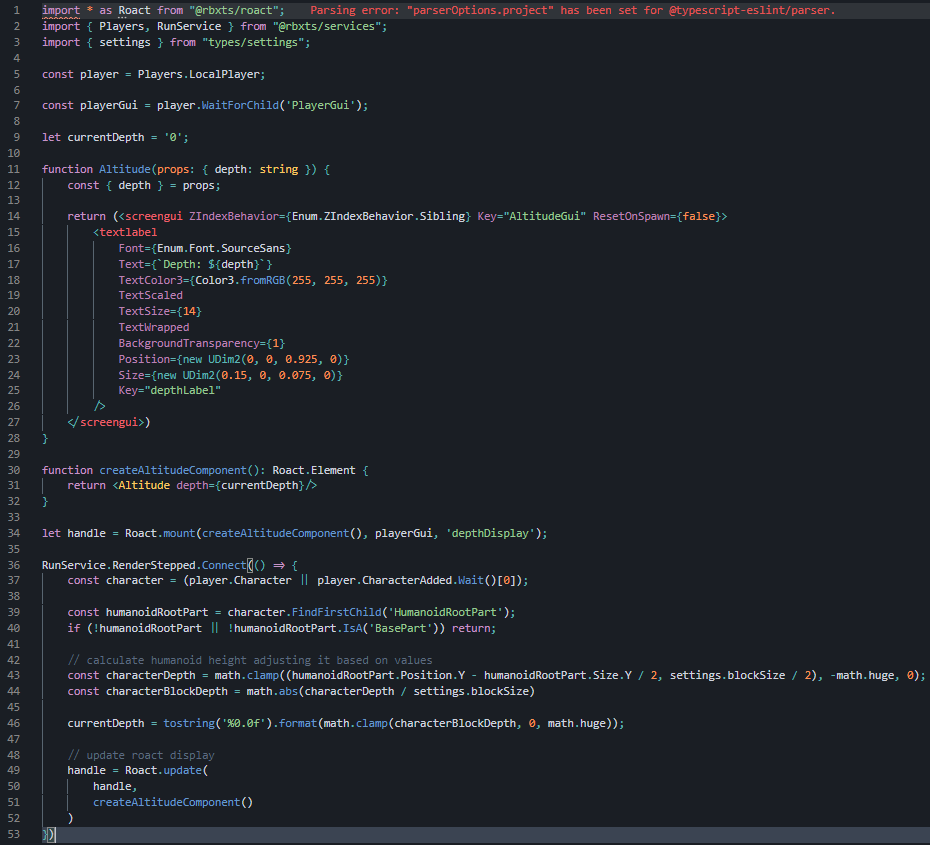 1 import * as Roact from "@rbxts/roact"; Parsing error: "parserOptions.project" has been set for @typescript-eslint/parser.
2 import { Players, RunService } from "@rbxts/services";
3 import { settings } from "types/settings";
4
5 const player = Players.LocalPlayer;
6
7 const playerGui = player.WaitForChild('PlayerGui');
8
9 let currentDepth = '0';
10
11 function Altitude(props: { depth: string }) {
12 const { depth } = props;
13
14 return (<screengui ZIndexBehavior={Enum.ZIndexBehavior.Sibling} Key="AltitudeGui" ResetOnSpawn={false}>
15 <textlabel
16 Font={Enum.Font.SourceSans}
17 Text={`Depth: ${depth}`}
18 TextColor3={Color3.fromRGB(255, 255, 255)}
19 TextScaled
20 TextSize={14}
21 TextWrapped
22 BackgroundTransparency={1}
23 Position={new UDim2(0, 0, 0.925, 0)}
24 Size={new UDim2(0.15, 0, 0.075, 0)}
25 Key="depthLabel"
26 />
27 </screengui>)
28 }
29
30 function createAltitudeComponent(): Roact.Element {
31 return <Altitude depth={currentDepth}/>
32 }
33
34 let handle = Roact.mount(createAltitudeComponent(), playerGui, 'depthDisplay');
35
36 RunService.RenderStepped.Connect(() => {
37 const character = (player.Character || player.CharacterAdded.Wait()[0]);
38
39 const humanoidRootPart = character.FindFirstChild('HumanoidRootPart');
40 if (!humanoidRootPart || !humanoidRootPart.IsA('BasePart')) return;
41
42 // calculate humanoid height adjusting it based on values
43 const characterDepth = math.clamp((humanoidRootPart.Position.Y - humanoidRootPart.Size.Y / 2, settings.blockSize / 2), -math.huge, 0);
44 const characterBlockDepth = math.abs(characterDepth / settings.blockSize)
45
46 currentDepth = tostring('%0.0f').format(math.clamp(characterBlockDepth, 0, math.huge));
47
48 // update roact display
49 handle = Roact.update(
50 handle,
51 createAltitudeComponent()
52 )
53 })